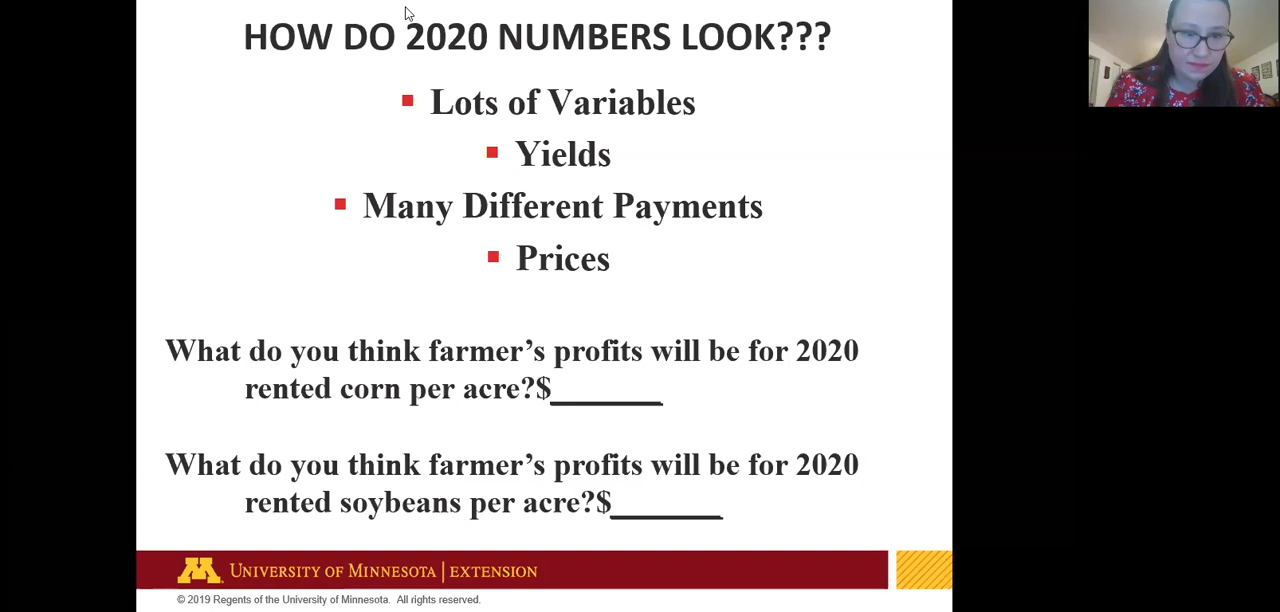 HOW DO 2020 NUMBERS LOOK???
Lots of Variables
Yields
Many Different Payments
Prices
What do you think farmer's profits will be for 2020
rented corn per acre?$_______
What do you think farmer's profits will be for 2020
rented soybeans per acre?$_______
M UNIVERSITY OF MINNESOTA | EXTENSION
© 2019 Regents of the University of Minnesota. All rights reserved.